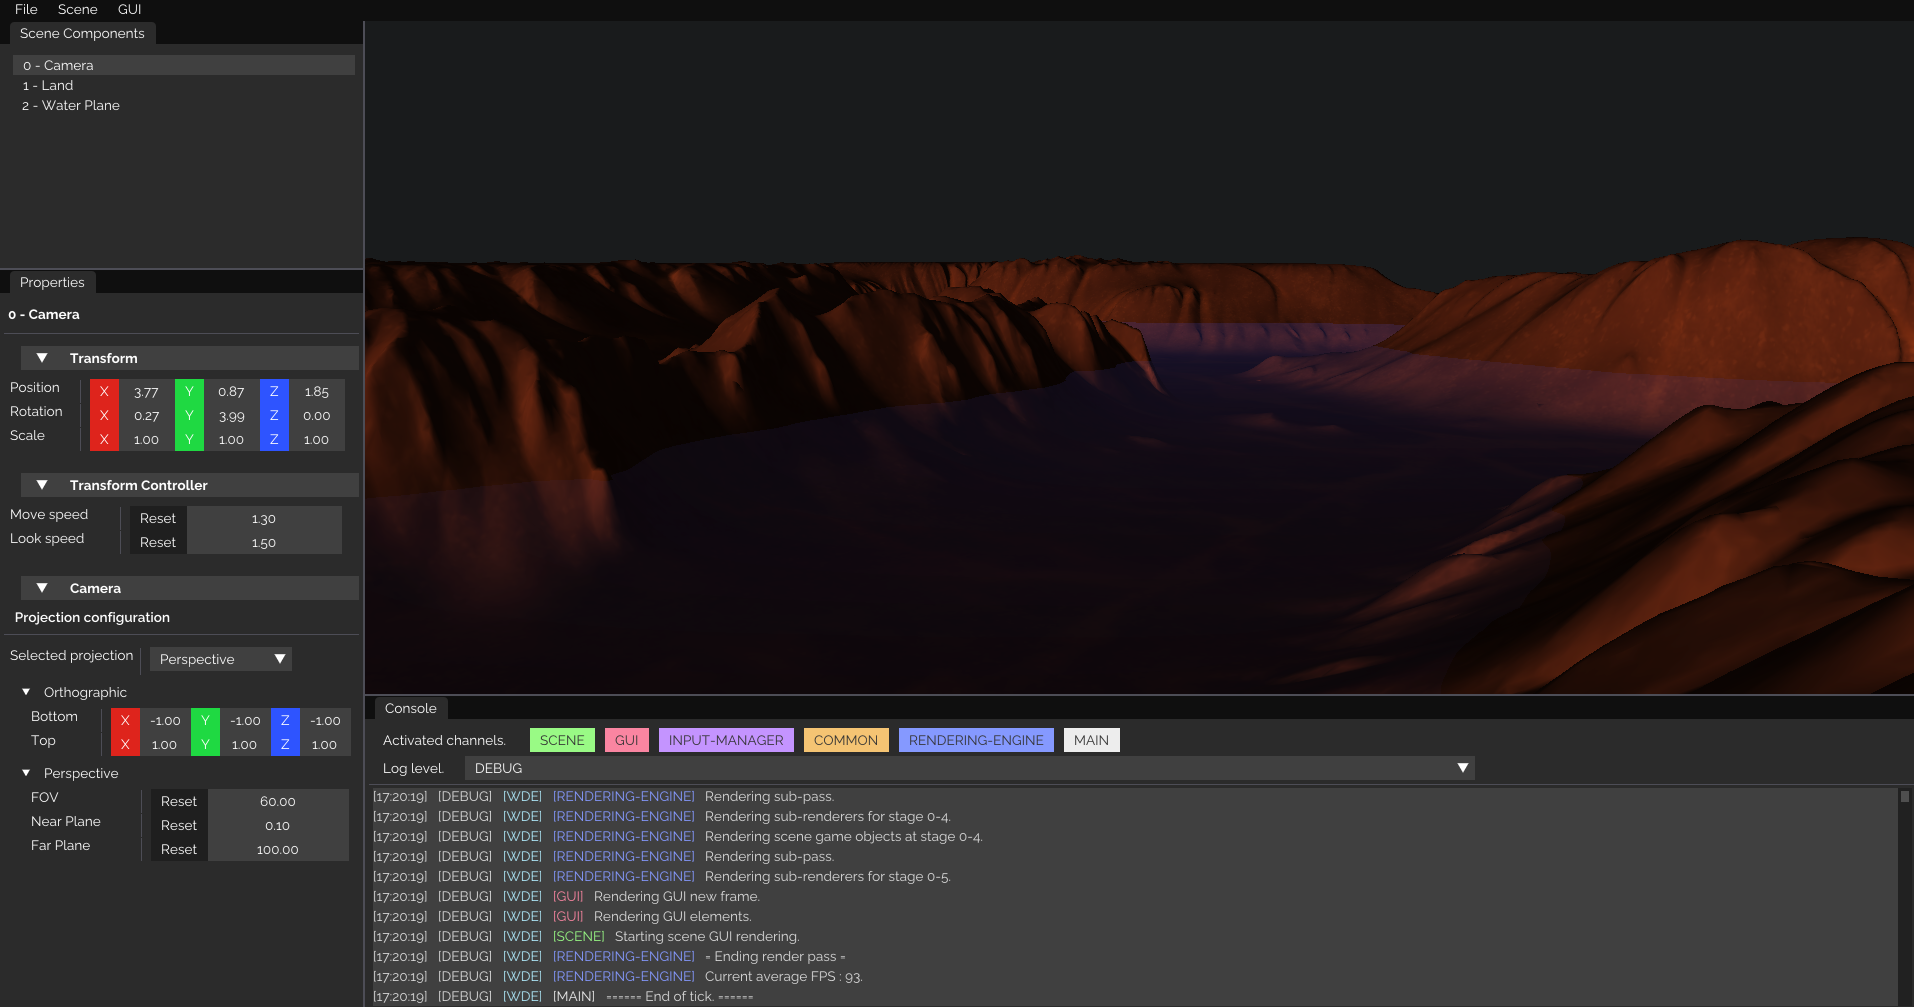 File Scene GUI
Scene Components
0 - Camera
1 - Land
2 - Water Plane
Properties
0 - Camera
Transform
Position X 3.77 Y 0.87 Z 1.85
Rotation X 0.27 Y 3.99 Z 0.00
Scale X 1.00 Y 1.00 Z 1.00
Transform Controller
Move speed Reset 1.30
Look speed Reset 1.50
Camera
Projection configuration
Selected projection Perspective
Orthographic
Bottom X -1.00 Y -1.00 Z -1.00
Top X 1.00 Y 1.00 Z 1.00
Perspective
FOV Reset 60.00
Near Plane Reset 0.10
Far Plane Reset 100.00
Console
Activated channels. SCENE GUI INPUT-MANAGER COMMON RENDERING-ENGINE MAIN
Log level. DEBUG
[17:20:19] [DEBUG] [WDE] [RENDERING-ENGINE] Rendering sub-pass.
[17:20:19] [DEBUG] [WDE] [RENDERING-ENGINE] Rendering sub-renderers for stage 0-4.
[17:20:19] [DEBUG] [WDE] [RENDERING-ENGINE] Rendering scene game objects at stage 0-4.
[17:20:19] [DEBUG] [WDE] [RENDERING-ENGINE] Rendering sub-pass.
[17:20:19] [DEBUG] [WDE] [RENDERING-ENGINE] Rendering sub-renderers for stage 0-5.
[17:20:19] [DEBUG] [WDE] [GUI] Rendering GUI new frame.
[17:20:19] [DEBUG] [WDE] [GUI] Rendering GUI elements.
[17:20:19] [DEBUG] [WDE] [SCENE] Starting scene GUI rendering.
[17:20:19] [DEBUG] [WDE] [RENDERING-ENGINE] = Ending render pass =
[17:20:19] [DEBUG] [WDE] [RENDERING-ENGINE] Current average FPS : 93.
[17:20:19] [DEBUG] [WDE] [MAIN] ====== End of tick. ======